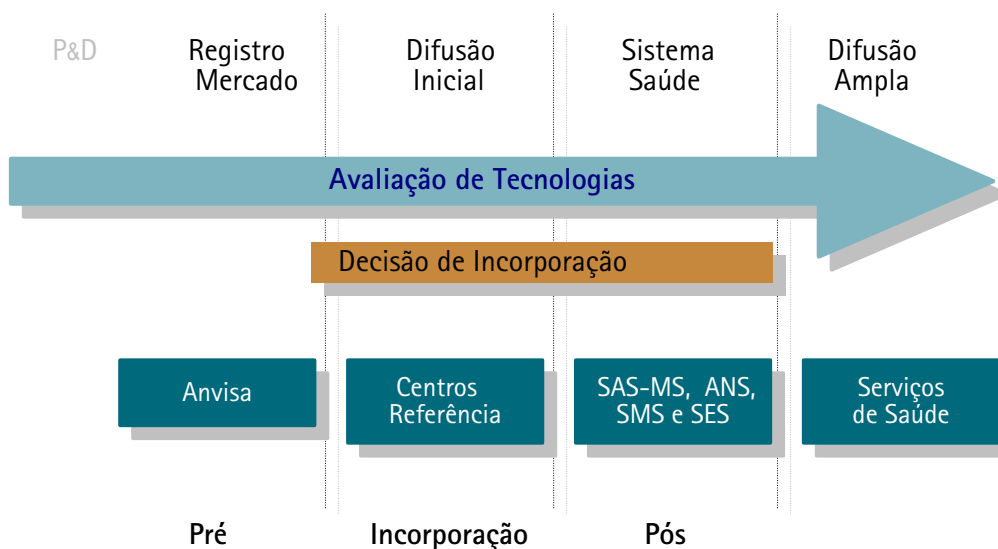 P&D
Registro
Mercado
Difusão
Inicial
Sistema
Saúde
Difusão
Ampla
Avaliação de Tecnologias
Decisão de Incorporação
Anvisa
Centros
Referência
SAS-MS, ANS,
SMS e SES
Serviços
de Saúde
Pré
Incorporação
Pós